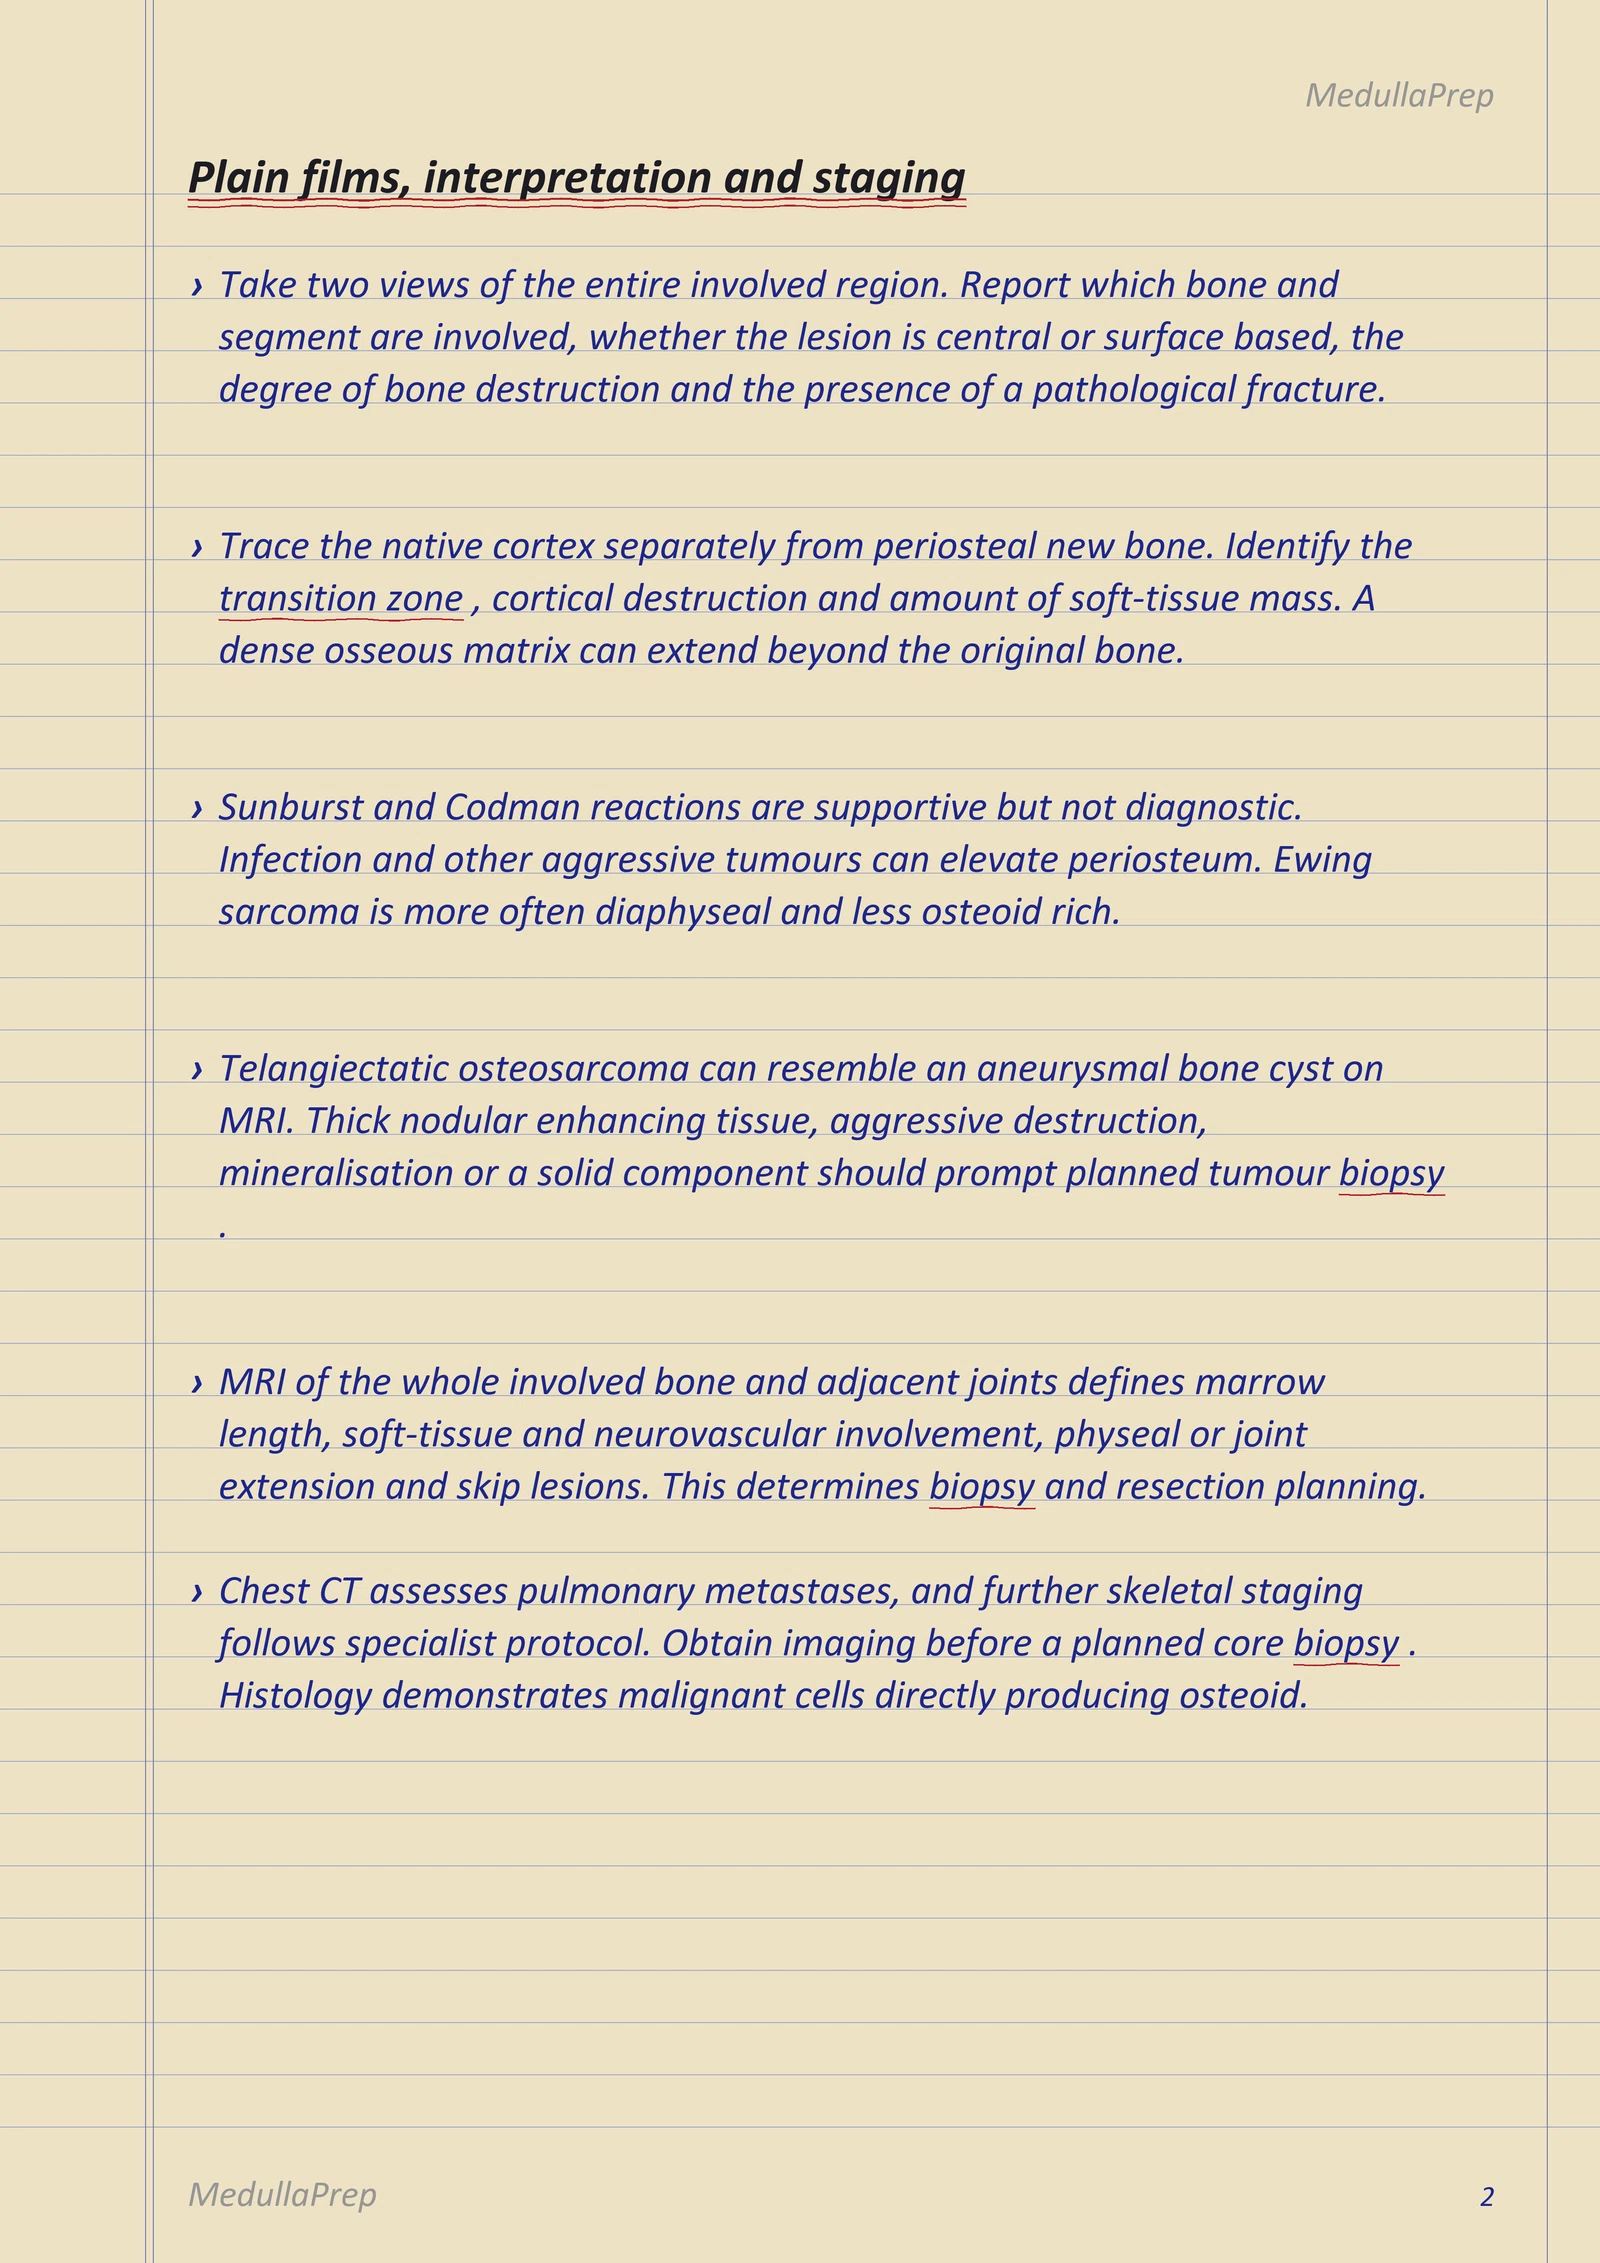 MedullaPrep
Plain films, interpretation and staging
› Take two views of the entire involved region. Report which bone and
segment are involved, whether the lesion is central or surface based, the
degree of bone destruction and the presence of a pathological fracture.
› Trace the native cortex separately from periosteal new bone. Identify the
transition zone , cortical destruction and amount of soft-tissue mass. A
dense osseous matrix can extend beyond the original bone.
› Sunburst and Codman reactions are supportive but not diagnostic.
Infection and other aggressive tumours can elevate periosteum. Ewing
sarcoma is more often diaphyseal and less osteoid rich.
› Telangiectatic osteosarcoma can resemble an aneurysmal bone cyst on
MRI. Thick nodular enhancing tissue, aggressive destruction,
mineralisation or a solid component should prompt planned tumour biopsy
.
› MRI of the whole involved bone and adjacent joints defines marrow
length, soft-tissue and neurovascular involvement, physeal or joint
extension and skip lesions. This determines biopsy and resection planning.
› Chest CT assesses pulmonary metastases, and further skeletal staging
follows specialist protocol. Obtain imaging before a planned core biopsy .
Histology demonstrates malignant cells directly producing osteoid.
MedullaPrep
2